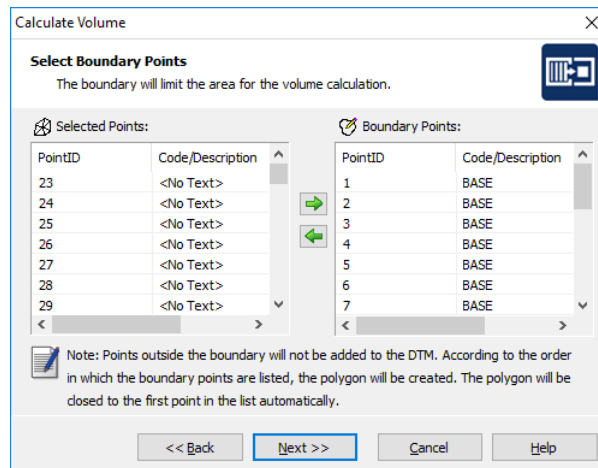 Calculate Volume
Select Boundary Points
The boundary will limit the area for the volume calculation.
Selected Points:
Boundary Points:
PointID Code/Description
23 <No Text>
24 <No Text>
25 <No Text>
26 <No Text>
27 <No Text>
28 <No Text>
29 <No Text>
PointID Code/Description
1 BASE
2 BASE
3 BASE
4 BASE
5 BASE
6 BASE
7 BASE
Note: Points outside the boundary will not be added to the DTM. According to the order
in which the boundary points are listed, the polygon will be created. The polygon will be
closed to the first point in the list automatically.
<< Back Next >> Cancel Help